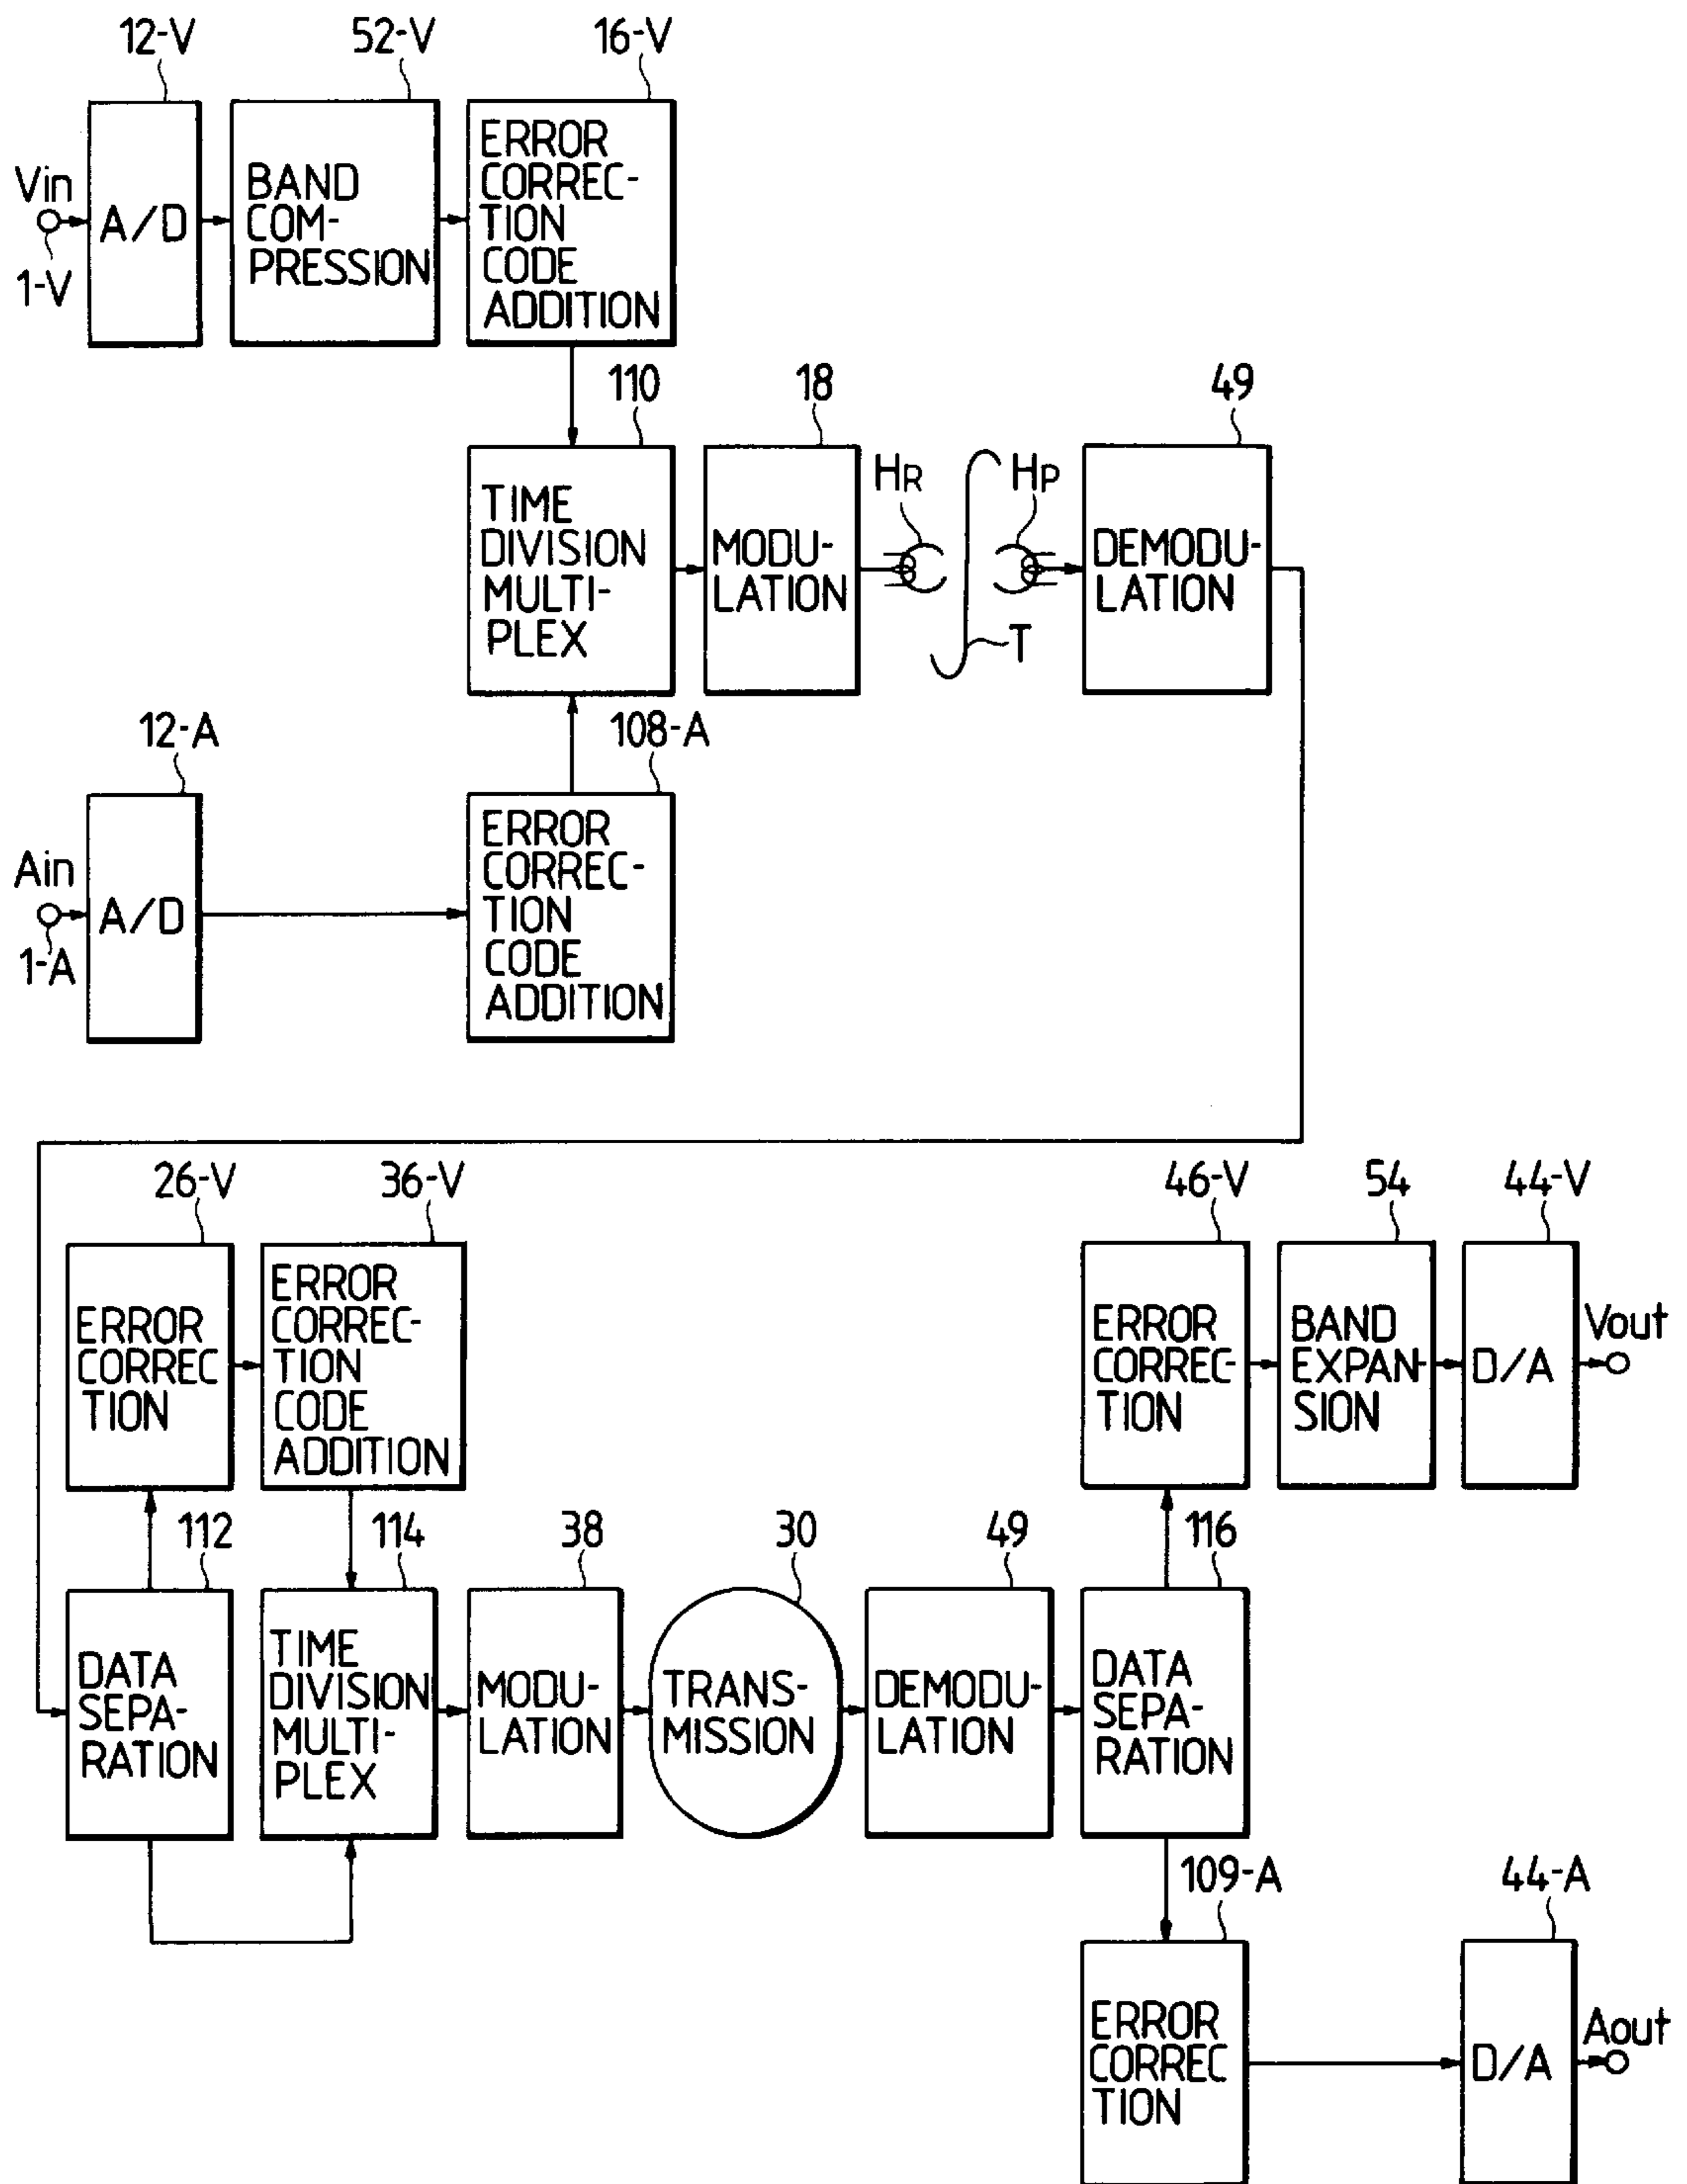 12-V
52-V
16-V
Vin
1-V
A/D
BAND
COM-
PRESSION
ERROR
CORREC-
TION
CODE
ADDITION
110
18
49
TIME
DIVISION
MULTI-
PLEX
MODU-
LATION
HR
HP
T
DEMODU-
LATION
12-A
108-A
Ain
1-A
A/D
ERROR
CORREC-
TION
CODE
ADDITION
26-V
36-V
46-V
54
44-V
ERROR
CORREC
TION
ERROR
CORREC-
TION
CODE
ADDITION
ERROR
CORREC-
TION
BAND
EXPAN-
SION
D/A
Vout
112
114
38
30
49
116
DATA
SEPA-
RATION
TIME
DIVISION
MULTI-
PLEX
MODU-
LATION
TRANS-
MISSION
DEMODU-
LATION
DATA
SEPA-
RATION
109-A
44-A
ERROR
CORREC
TION
D/A
Aout